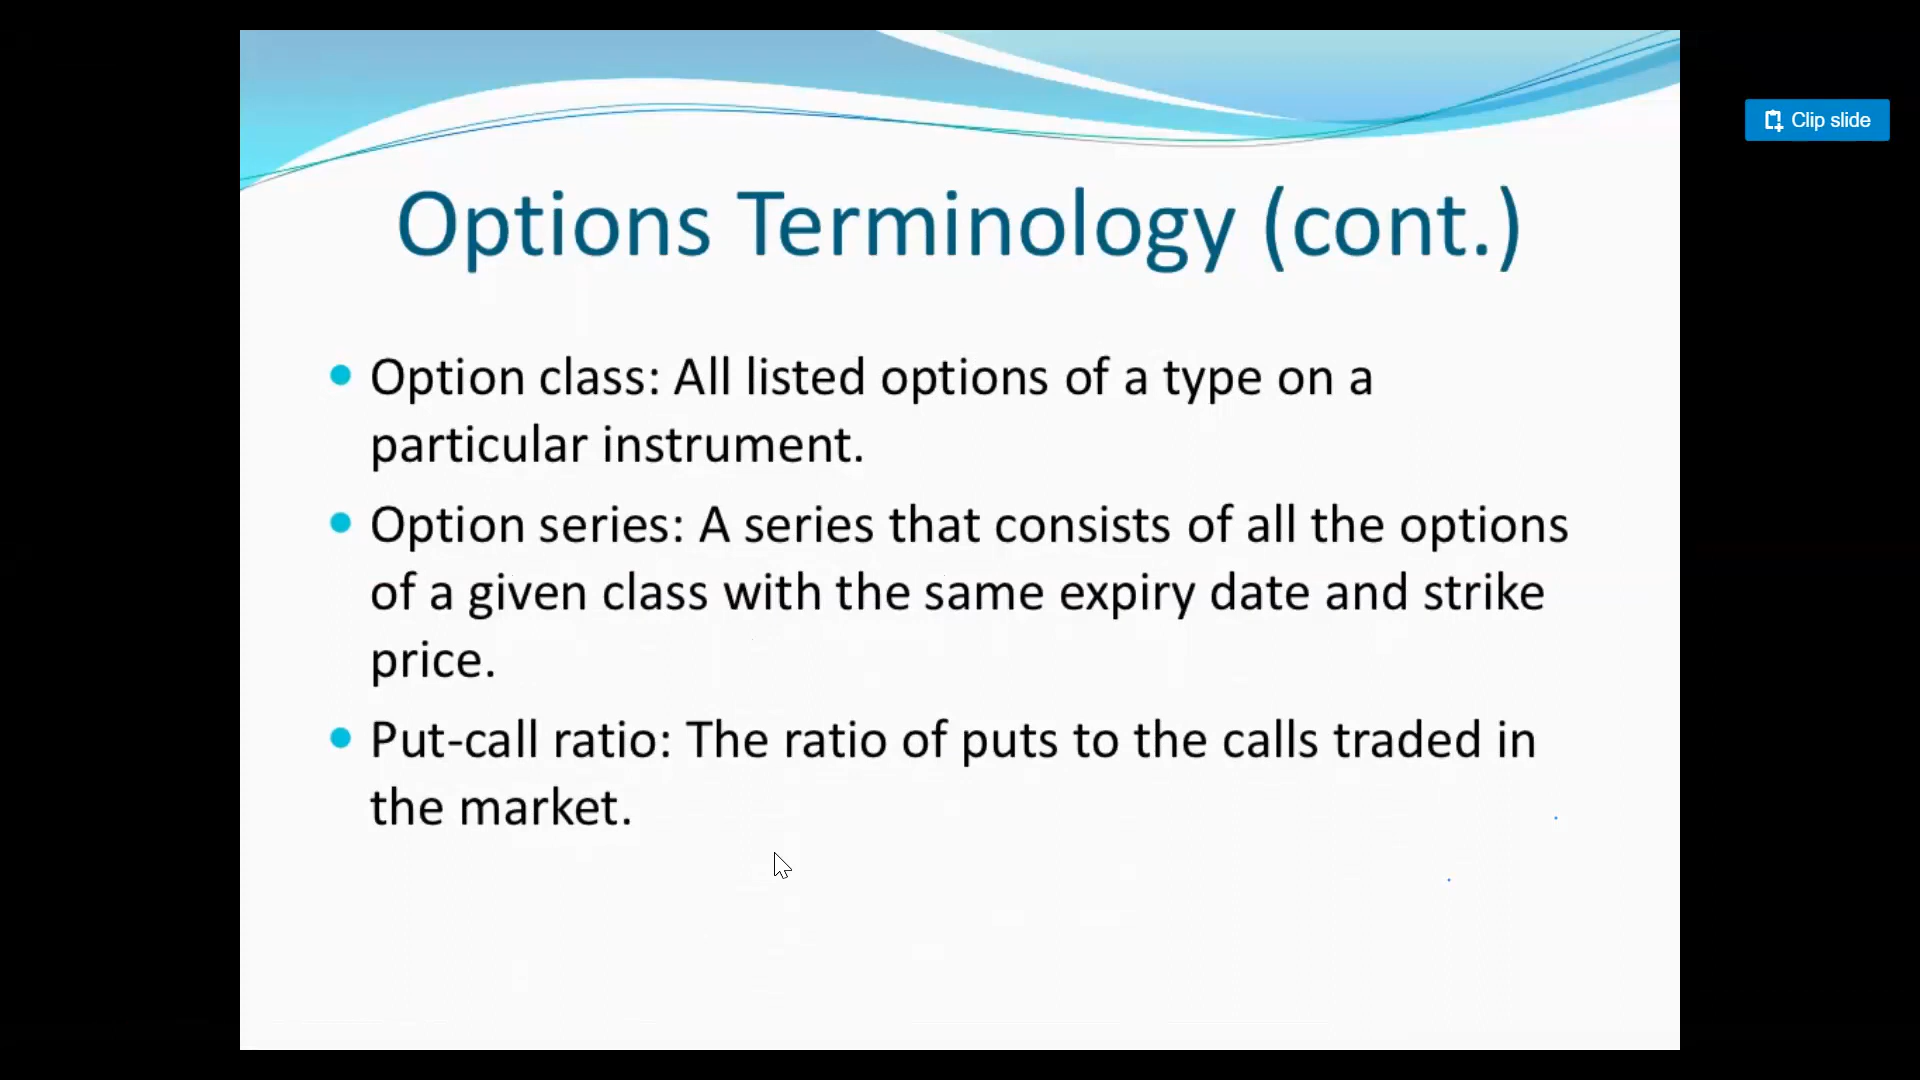 Clip slide
Options Terminology (cont.)
Option class: All listed options of a type on a
particular instrument.
Option series: A series that consists of all the options
of a given class with the same expiry date and strike
price.
Put-call ratio: The ratio of puts to the calls traded in
the market.